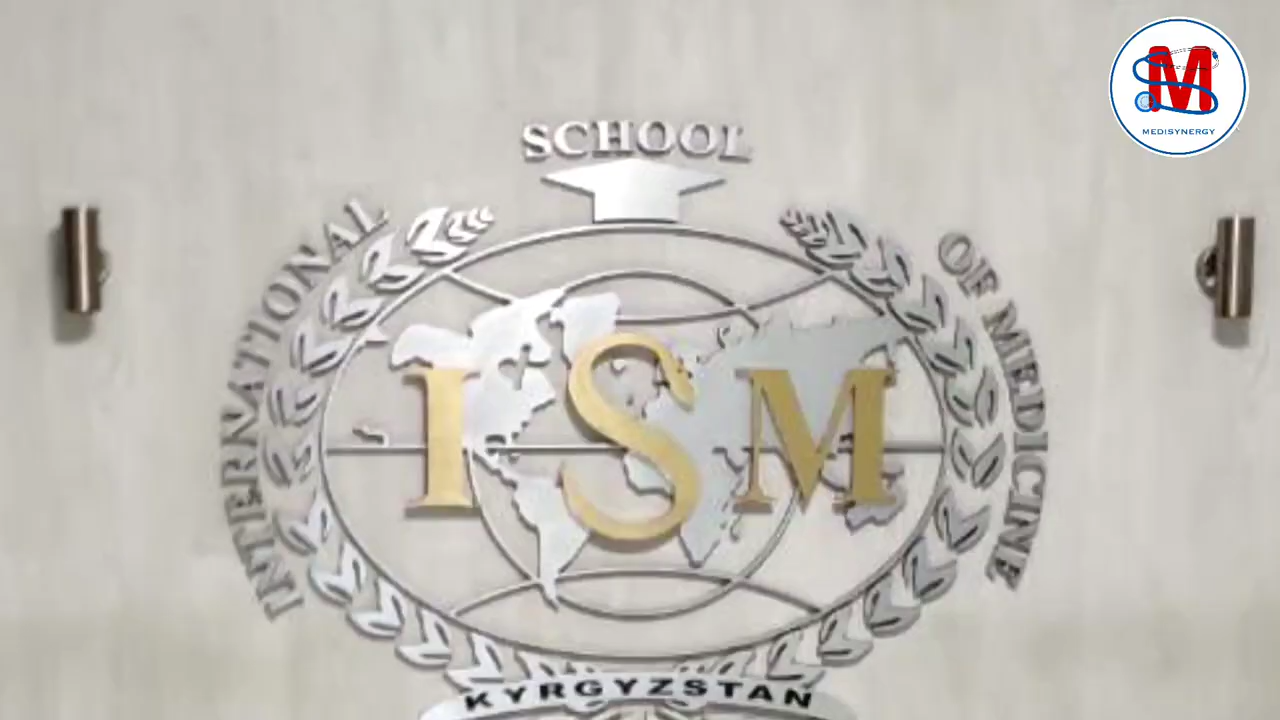 INTERNATIONAL
SCHOOL
OF MEDICINE
ISM
KYRGYZSTAN
M
MEDISYNERGY